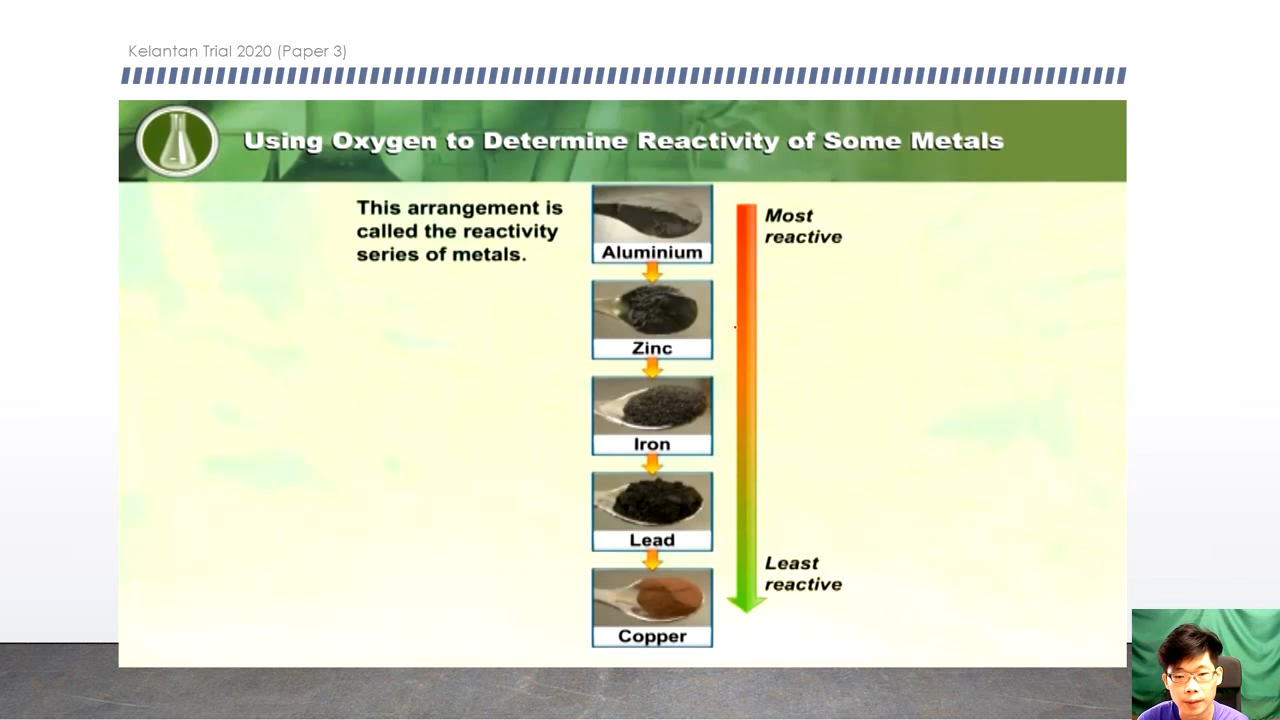 Kelantan Trial 2020 (Paper 3)
Using Oxygen to Determine Reactivity of Some Metals
This arrangement is
called the reactivity
series of metals.
Aluminium
Most
reactive
Zinc
Iron
Lead
Least
reactive
Copper